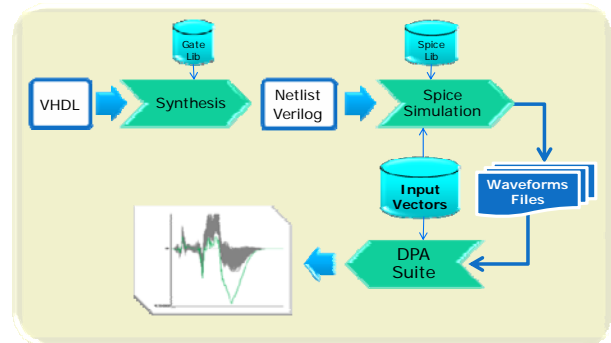 Gate
Lib
Spice
Lib
VHDL
Synthesis
Netlist
Verilog
Spice
Simulation
Input
Vectors
Waveforms
Files
DPA
Suite